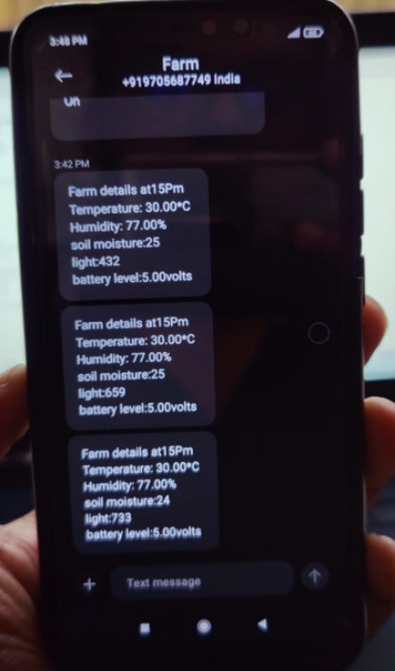 3:48 PM
Farm
+919705687749 India
on
3:42 PM
Farm details at15Pm
Temperature: 30.00*C
Humidity: 77.00%
soil moisture:25
light:432
battery level:5.00volts
Farm details at15Pm
Temperature: 30.00*C
Humidity: 77.00%
soil moisture:25
light:659
battery level:5.00volts
Farm details at15Pm
Temperature: 30.00*C
Humidity: 77.00%
soil moisture:24
light:733
battery level:5.00volts
Text message